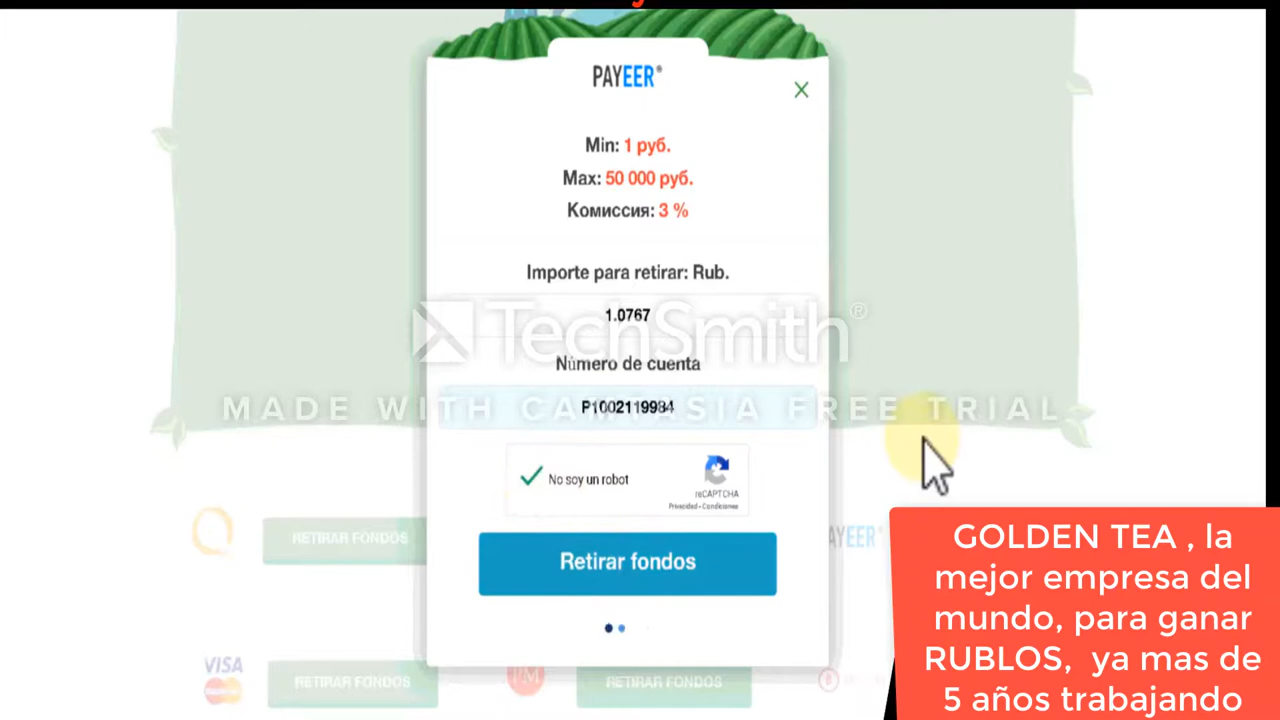 PAYEER®
Min: 1 руб.
Max: 50 000 руб.
Комиссия: 3 %
Importe para retirar: Rub.
1.0767
TechSmith®
Número de cuenta
P1002119984
MADE WITH CAMTASIA FREE TRIAL
No soy un robot
reCAPTCHA
Privacidad - Condiciones
RETIRAR FONDOS
Retirar fondos
AYEER®
VISA
RETIRAR FONDOS
PM
RETIRAR FONDOS
GOLDEN TEA , la
mejor empresa del
mundo, para ganar
RUBLOS, ya mas de
5 años trabajando